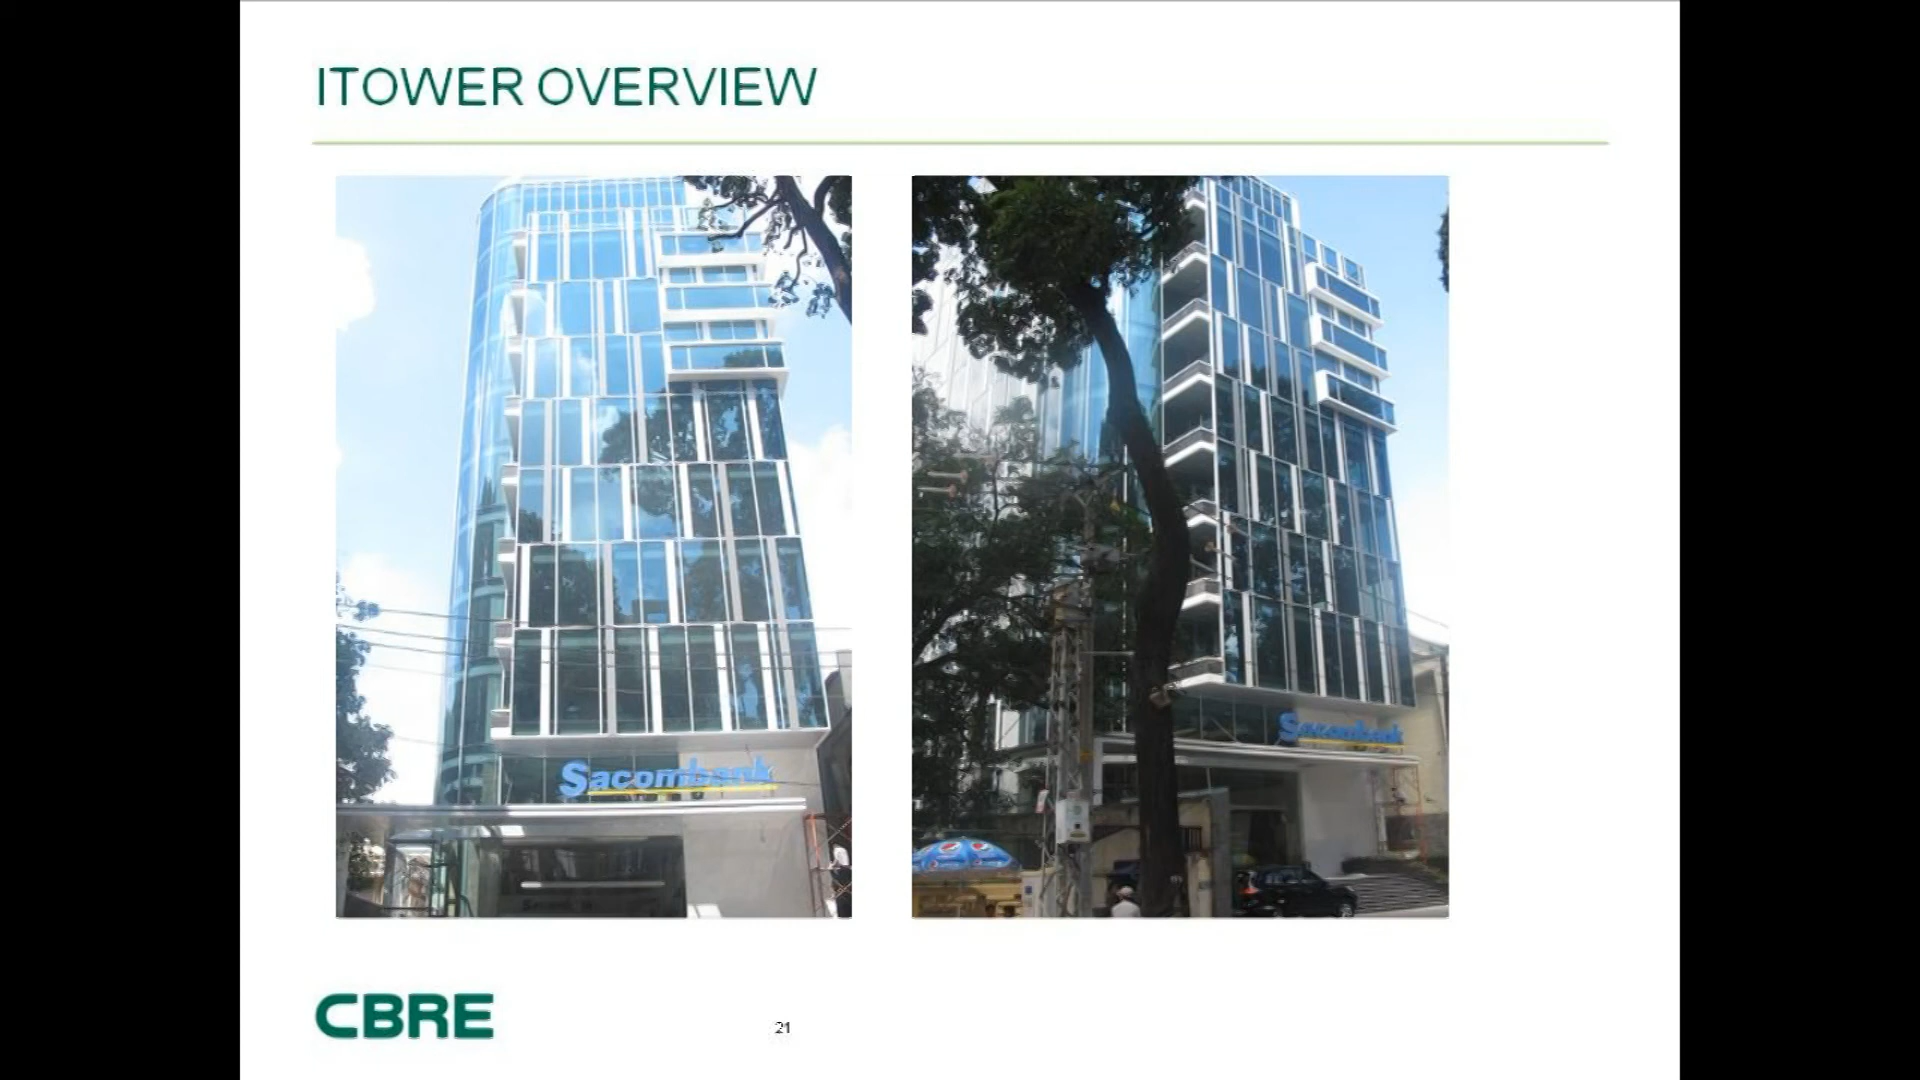 ITOWER OVERVIEW
Sacombank
Sacombank
CBRE
21